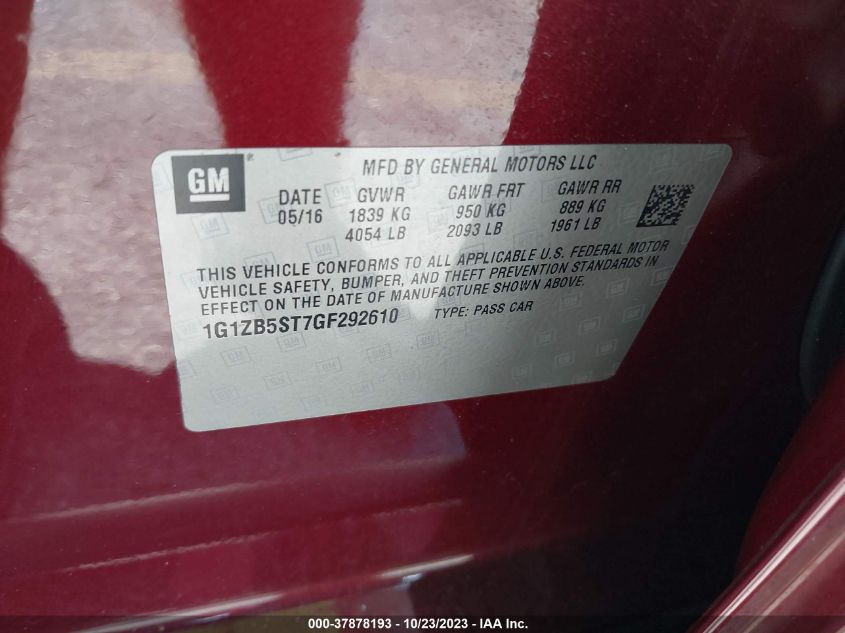 GM®
MFD BY GENERAL MOTORS LLC
DATE GVWR GAWR FRT GAWR RR
05/16 1839 KG 950 KG 889 KG
4054 LB 2093 LB 1961 LB
THIS VEHICLE CONFORMS TO ALL APPLICABLE U.S. FEDERAL MOTOR
VEHICLE SAFETY, BUMPER, AND THEFT PREVENTION STANDARDS IN
EFFECT ON THE DATE OF MANUFACTURE SHOWN ABOVE.
1G1ZB5ST7GF292610 TYPE: PASS CAR
000-37878193 - 10/23/2023 - IAA Inc.